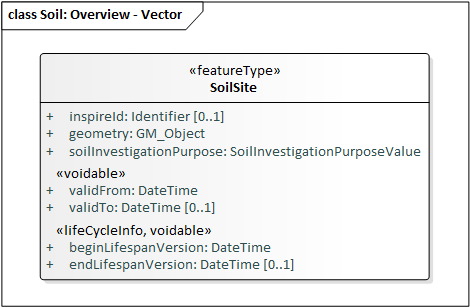 class Soil: Overview - Vector
«featureType»
SoilSite
+ inspireId: Identifier [0..1]
+ geometry: GM_Object
+ soilInvestigationPurpose: SoilInvestigationPurposeValue
«voidable»
+ validFrom: DateTime
+ validTo: DateTime [0..1]
«lifeCycleInfo, voidable»
+ beginLifespanVersion: DateTime
+ endLifespanVersion: DateTime [0..1]